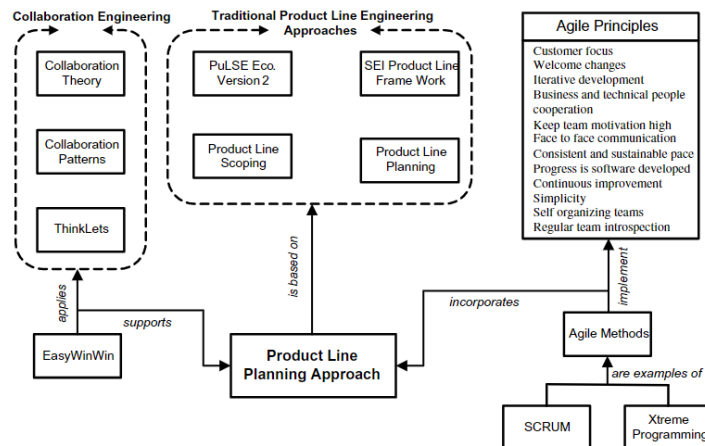 Collaboration Engineering
Collaboration
Theory
Collaboration
Patterns
ThinkLets
applies
supports
EasyWinWin
Traditional Product Line Engineering
Approaches
PuLSE Eco.
Version 2
SEI Product Line
Frame Work
Product Line
Scoping
Product Line
Planning
is based on
Product Line
Planning Approach
incorporates
Agile Principles
Customer focus
Welcome changes
Iterative development
Business and technical people
cooperation
Keep team motivation high
Face to face communication
Consistent and sustainable pace
Progress is software developed
Continuous improvement
Simplicity
Self organizing teams
Regular team introspection
implement
Agile Methods
are examples of
SCRUM
Xtreme
Programming